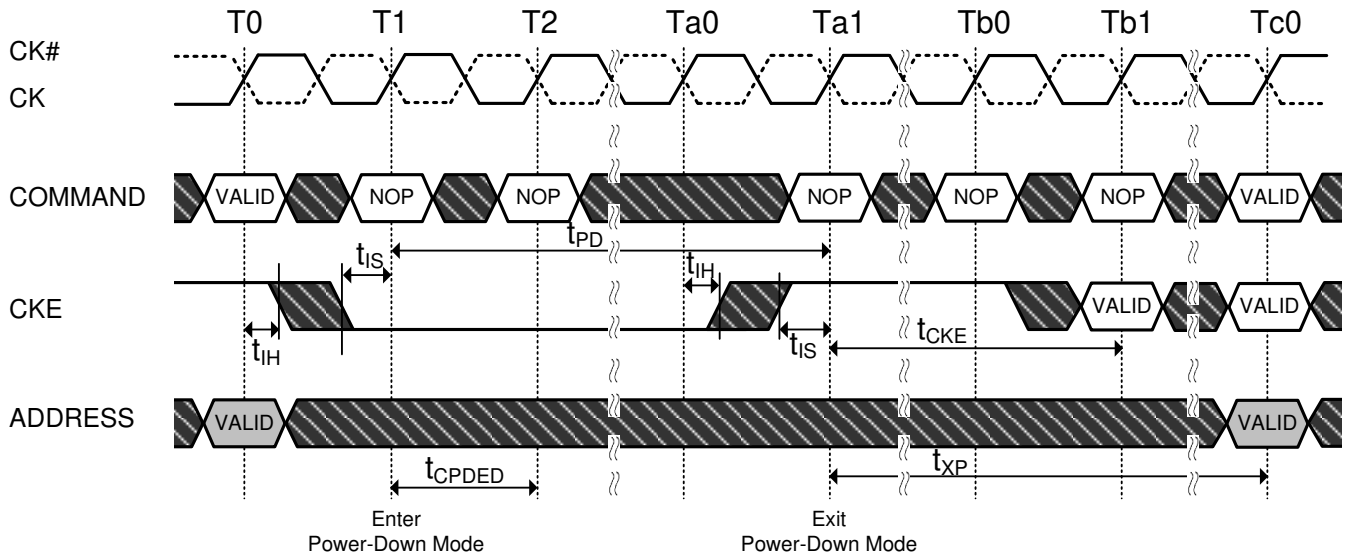 T0 T1 T2 Ta0 Ta1 Tb0 Tb1 Tc0
CK#
CK
COMMAND VALID NOP NOP NOP NOP NOP VALID
tPD
tIS tIH
CKE VALID VALID
tIH tIS tCKE
ADDRESS VALID VALID
tCPDED tXP
Enter
Power-Down Mode
Exit
Power-Down Mode